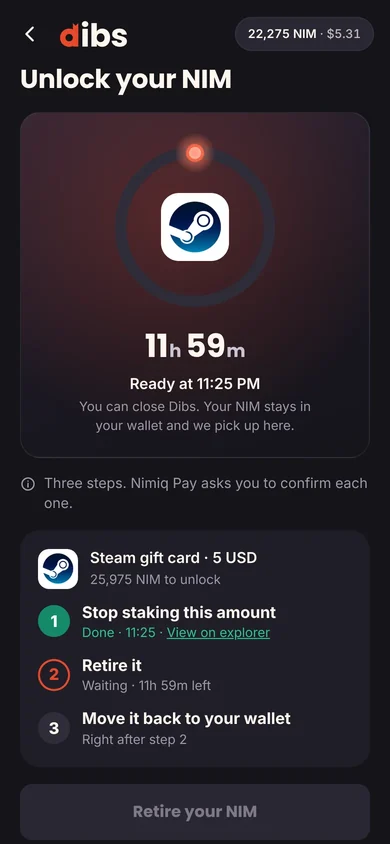 dibs
22,275 NIM · $5.31
Unlock your NIM
11h 59m
Ready at 11:25 PM
You can close Dibs. Your NIM stays in
your wallet and we pick up here.
Three steps. Nimiq Pay asks you to confirm each
one.
Steam gift card · 5 USD
25,975 NIM to unlock
1
Stop staking this amount
Done · 11:25 · View on explorer
2
Retire it
Waiting · 11h 59m left
3
Move it back to your wallet
Right after step 2
Retire your NIM